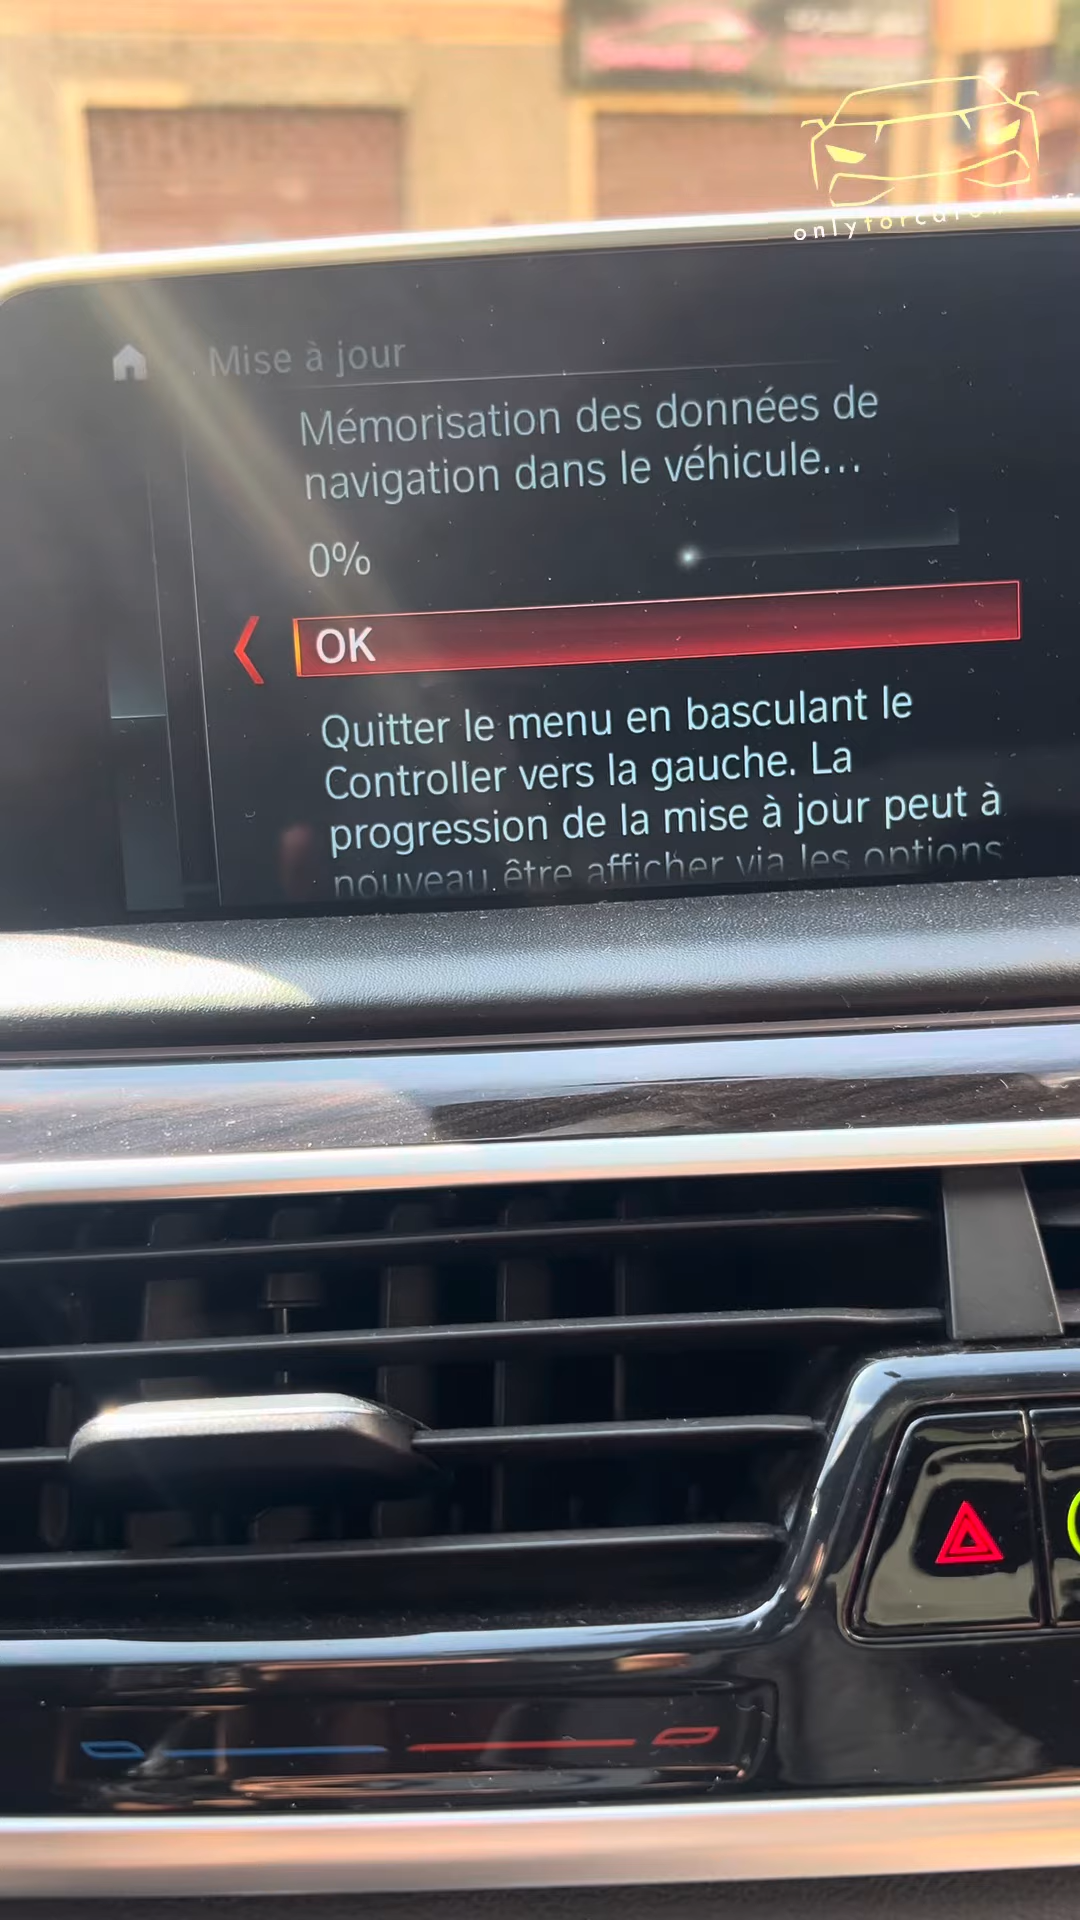 Mise à jour
Mémorisation des données de
navigation dans le véhicule...
0%
OK
Quitter le menu en basculant le
Controller vers la gauche. La
progression de la mise à jour peut à
nouveau être afficher via les options